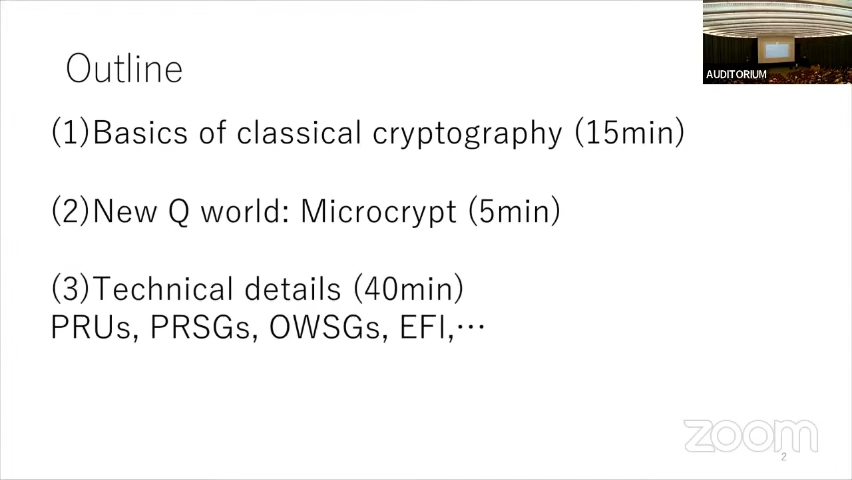 Outline
AUDITORIUM
(1)Basics of classical cryptography (15min)
(2)New Q world: Microcrypt (5min)
(3)Technical details (40min)
PRUs, PRSGs, OWSGs, EFI,⋯
zoom
2